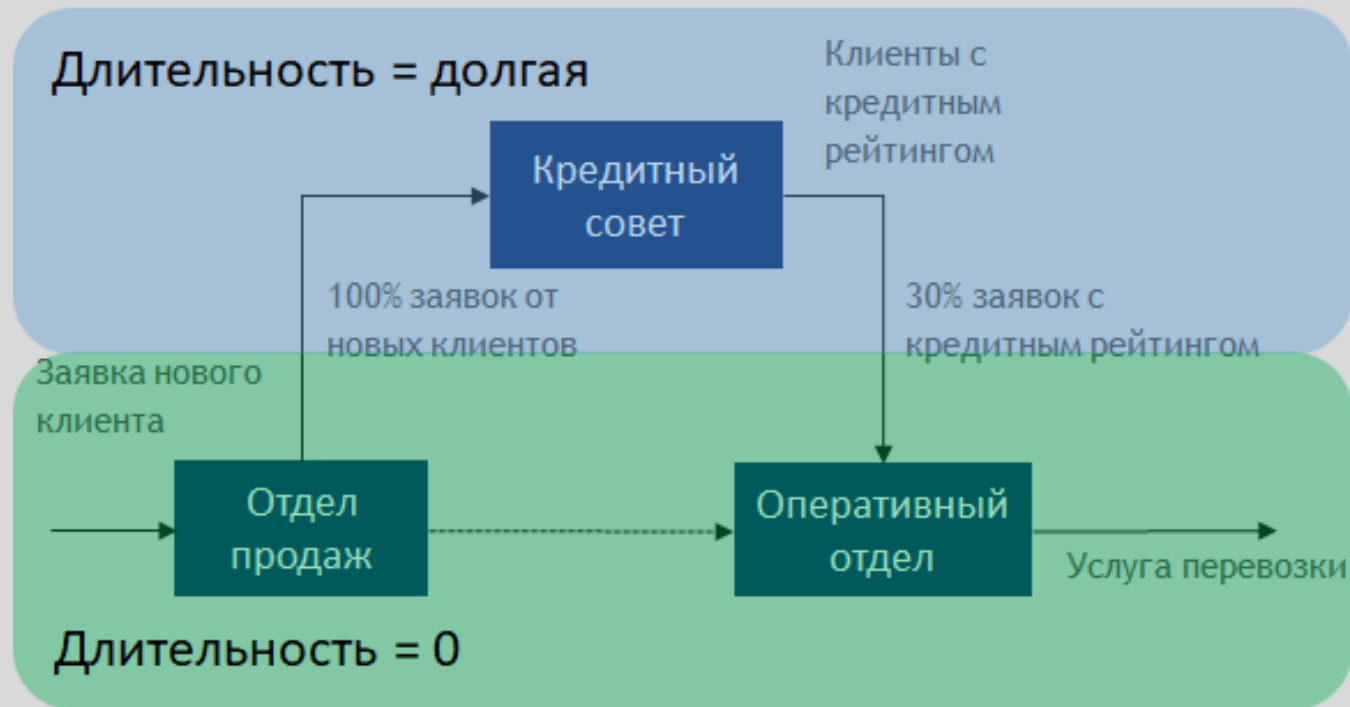 Длительность = долгая
Клиенты с
кредитным
рейтингом
Кредитный
совет
100% заявок от
новых клиентов
30% заявок с
кредитным рейтингом
Заявка нового
клиента
Отдел
продаж
Оперативный
отдел
Услуга перевозки
Длительность = 0